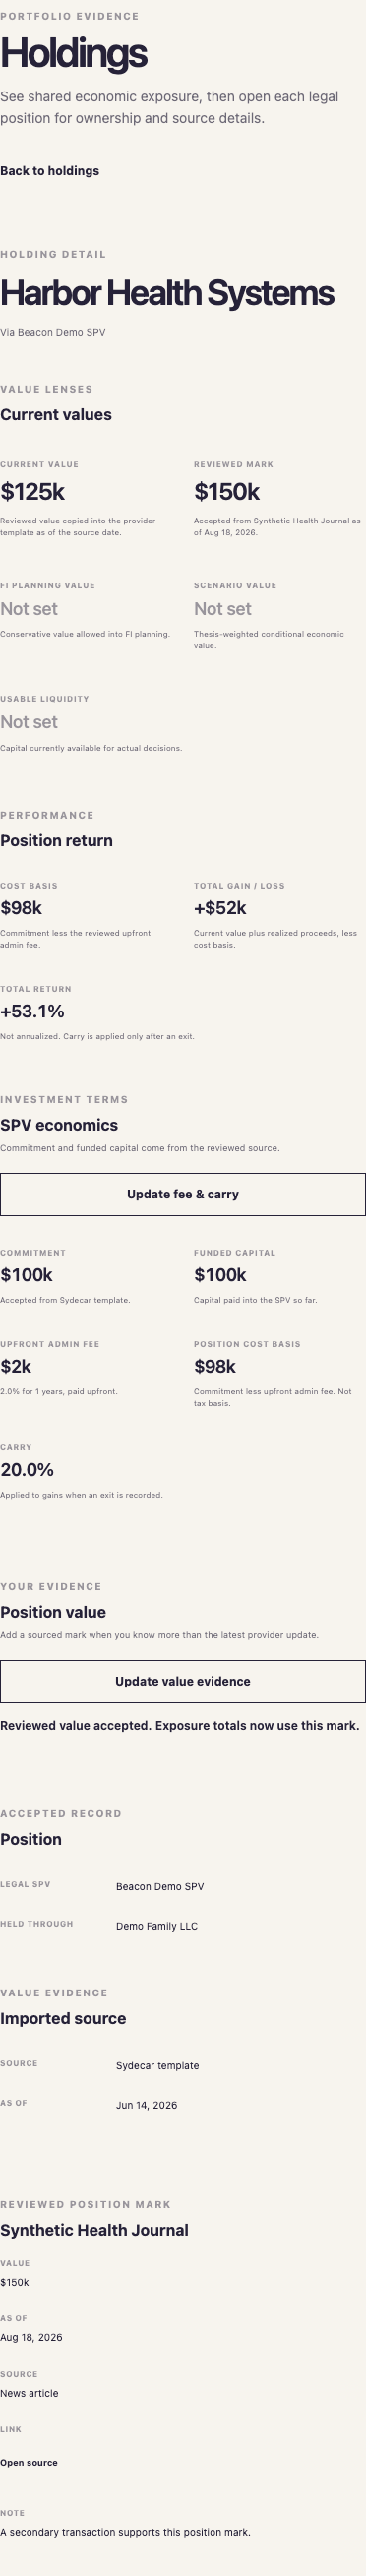 PORTFOLIO EVIDENCE
Holdings
See shared economic exposure, then open each legal
position for ownership and source details.
Back to holdings
HOLDING DETAIL
Harbor Health Systems
Via Beacon Demo SPV
VALUE LENSES
Current values
CURRENT VALUE
$125k
Reviewed value copied into the provider
template as of the source date.
REVIEWED MARK
$150k
Accepted from Synthetic Health Journal as
of Aug 18, 2026.
FI PLANNING VALUE
Not set
Conservative value allowed into FI planning.
SCENARIO VALUE
Not set
Thesis-weighted conditional economic
value.
USABLE LIQUIDITY
Not set
Capital currently available for actual decisions.
PERFORMANCE
Position return
COST BASIS
$98k
Commitment less the reviewed upfront
admin fee.
TOTAL GAIN / LOSS
+$52k
Current value plus realized proceeds, less
cost basis.
TOTAL RETURN
+53.1%
Not annualized. Carry is applied only after an exit.
INVESTMENT TERMS
SPV economics
Commitment and funded capital come from the reviewed source.
Update fee & carry
COMMITMENT
$100k
Accepted from Sydecar template.
FUNDED CAPITAL
$100k
Capital paid into the SPV so far.
UPFRONT ADMIN FEE
$2k
2.0% for 1 years, paid upfront.
POSITION COST BASIS
$98k
Commitment less upfront admin fee. Not
tax basis.
CARRY
20.0%
Applied to gains when an exit is recorded.
YOUR EVIDENCE
Position value
Add a sourced mark when you know more than the latest provider update.
Update value evidence
Reviewed value accepted. Exposure totals now use this mark.
ACCEPTED RECORD
Position
LEGAL SPV
Beacon Demo SPV
HELD THROUGH
Demo Family LLC
VALUE EVIDENCE
Imported source
SOURCE
Sydecar template
AS OF
Jun 14, 2026
REVIEWED POSITION MARK
Synthetic Health Journal
VALUE
$150k
AS OF
Aug 18, 2026
SOURCE
News article
LINK
Open source
NOTE
A secondary transaction supports this position mark.